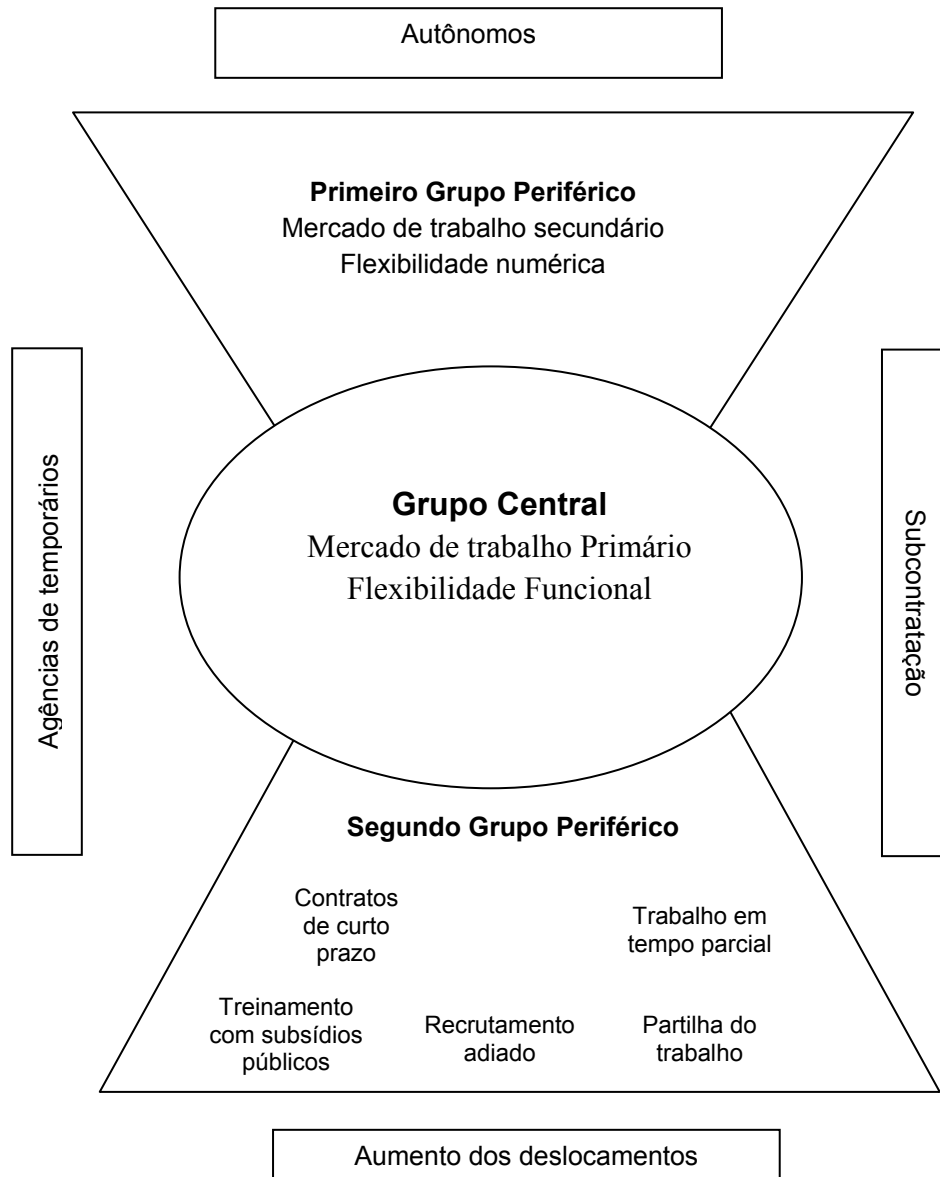 Autônomos
Primeiro Grupo Periférico
Mercado de trabalho secundário
Flexibilidade numérica
Agências de temporários
Grupo Central
Mercado de trabalho Primário
Flexibilidade Funcional
Subcontratação
Segundo Grupo Periférico
Contratos
de curto
prazo
Trabalho em
tempo parcial
Treinamento
com subsídios
públicos
Recrutamento
adiado
Partilha do
trabalho
Aumento dos deslocamentos